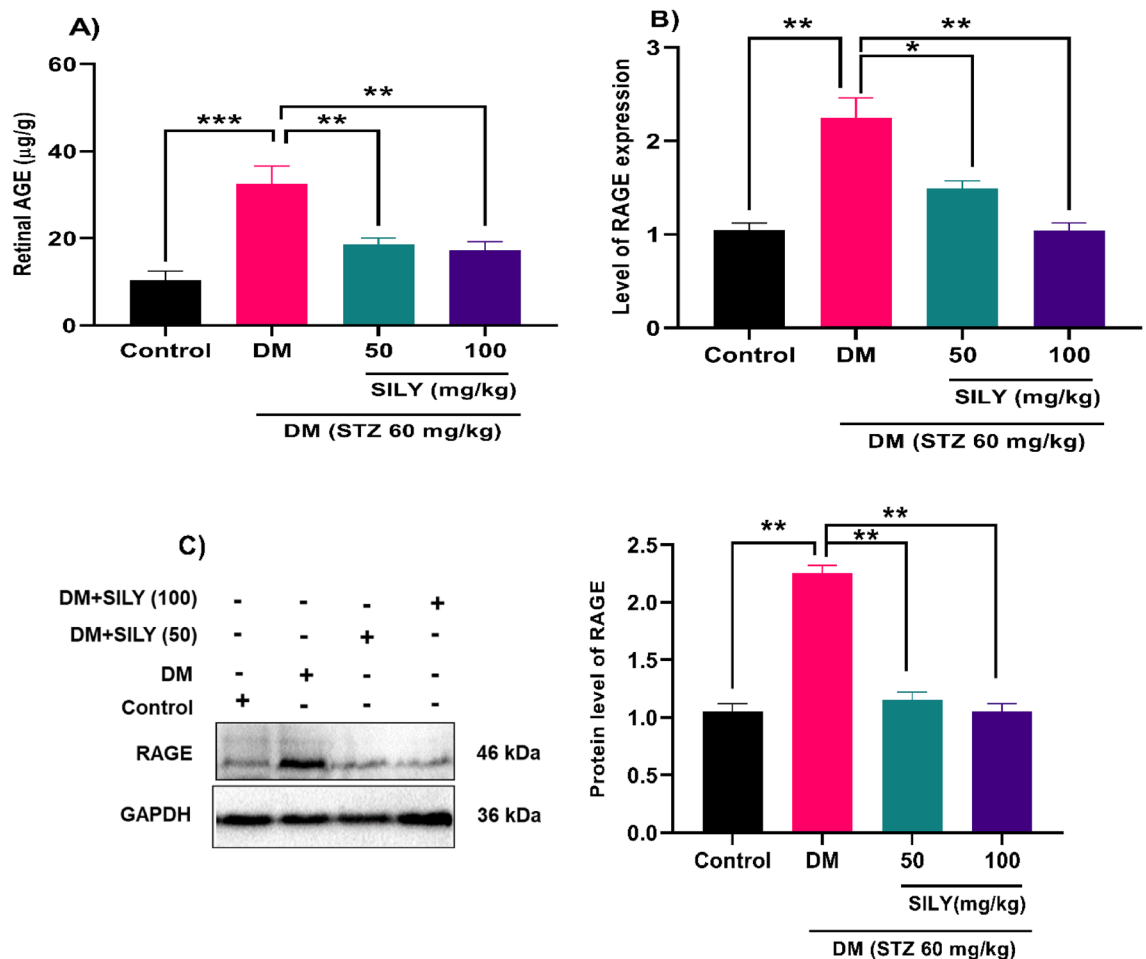 A)
Retinal AGE (µg/g)
60
40
20
0
***
**
**
Control DM 50 100
SILY (mg/kg)
DM (STZ 60 mg/kg)
B)
Level of RAGE expression
3
2
1
0
**
**
*
Control DM 50 100
SILY (mg/kg)
DM (STZ 60 mg/kg)
C)
DM+SILY (100) - - - +
DM+SILY (50) - - + -
DM - + - -
Control + - - -
RAGE 46 kDa
GAPDH 36 kDa
Protein level of RAGE
2.5
2.0
1.5
1.0
0.5
0.0
**
**
**
Control DM 50 100
SILY(mg/kg)
DM (STZ 60 mg/kg)